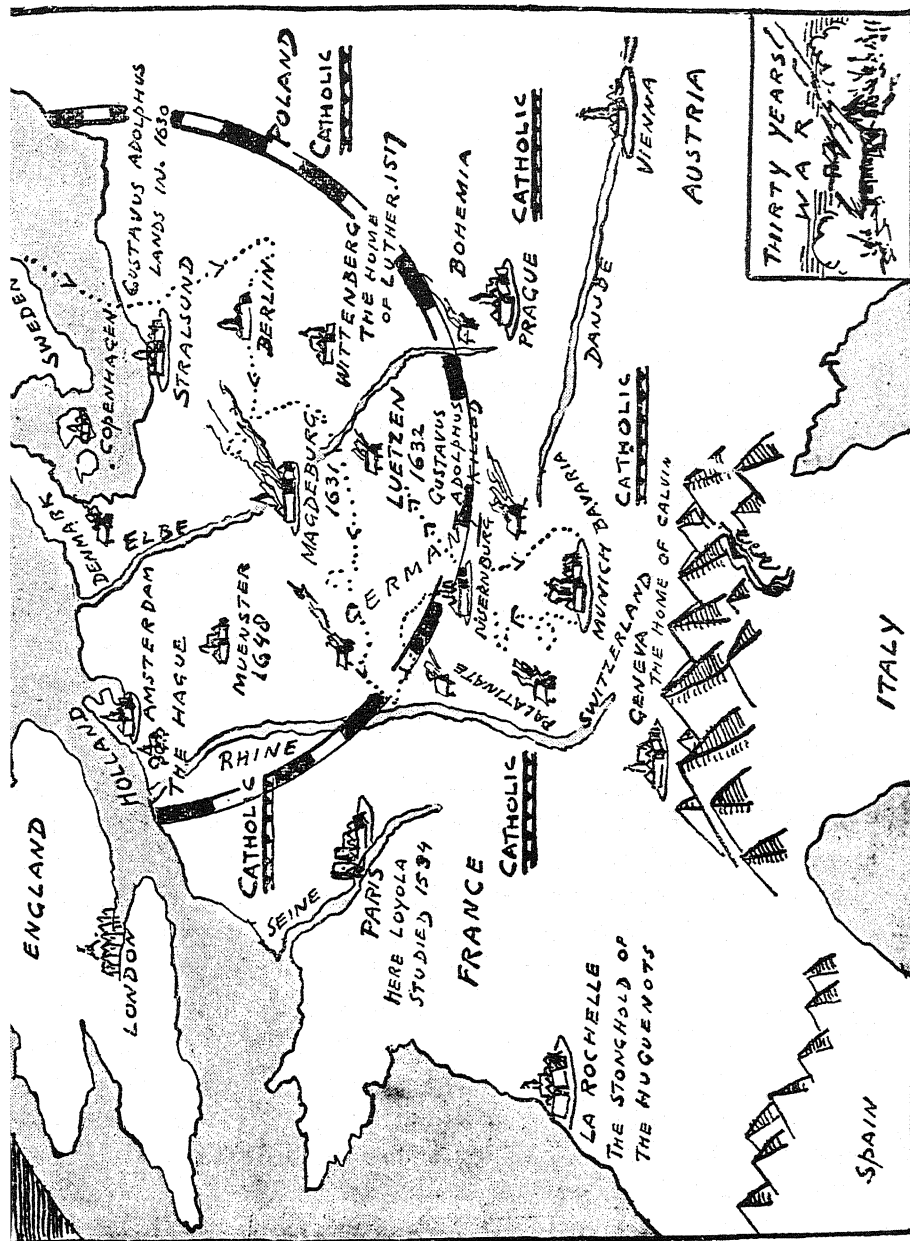 ENGLAND
LONDON
HOLLAND
AMSTERDAM
THE HAGUE
DENMARK
ELBE
SWEDEN
COPENHAGEN
GUSTAVUS ADOLPHUS
LANDS IN. 1630
STRALSUND
BERLIN.
WITTENBERG
THE HOME
OF LUTHER.1517
POLAND
CATHOLIC
MUENSTER
1648
MAGDEBURG
1631
LUETZEN
1632
GUSTAVUS
ADOLPHUS
KILLED
GERMAN
RHINE
CATHOLIC
SEINE
PARIS
HERE LOYOLA
STUDIED 1534
FRANCE
CATHOLIC
PALATINATE
MUNICH
BAVARIA
CATHOLIC
BOHEMIA
PRAGUE
CATHOLIC
DANUBE
VIENNA
AUSTRIA
SWITZERLAND
GENEVA
THE HOME OF CALVIN
LA ROCHELLE
THE STONGHOLD OF
THE HUGUENOTS
SPAIN
ITALY
THIRTY YEARS
WAR